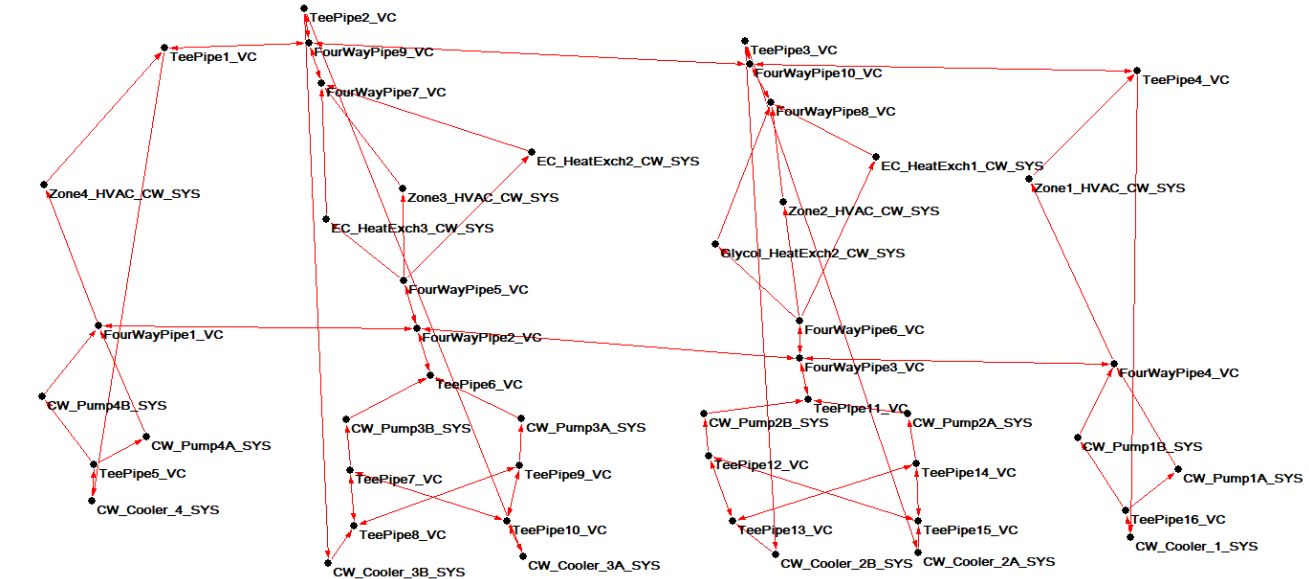 TeePipe2_VC
TeePipe1_VC
FourWayPipe9_VC
TeePipe3_VC
FourWayPipe10_VC
TeePipe4_VC
FourWayPipe7_VC
FourWayPipe8_VC
EC_HeatExch2_CW_SYS
EC_HeatExch1_CW_SYS
Zone4_HVAC_CW_SYS
Zone3_HVAC_CW_SYS
Zone1_HVAC_CW_SYS
Zone2_HVAC_CW_SYS
EC_HeatExch3_CW_SYS
Glycol_HeatExch2_CW_SYS
FourWayPipe5_VC
FourWayPipe6_VC
FourWayPipe1_VC
FourWayPipe2_VC
FourWayPipe3_VC
FourWayPipe4_VC
TeePipe6_VC
CW_Pump4B_SYS
TeePipe11_VC
CW_Pump3B_SYS
CW_Pump3A_SYS
CW_Pump2B_SYS
CW_Pump2A_SYS
CW_Pump4A_SYS
CW_Pump1B_SYS
TeePipe5_VC
TeePipe7_VC
TeePipe9_VC
TeePipe12_VC
TeePipe14_VC
CW_Pump1A_SYS
CW_Cooler_4_SYS
TeePipe8_VC
TeePipe10_VC
TeePipe13_VC
TeePipe15_VC
TeePipe16_VC
CW_Cooler_1_SYS
CW_Cooler_3B_SYS
CW_Cooler_3A_SYS
CW_Cooler_2B_SYS
CW_Cooler_2A_SYS